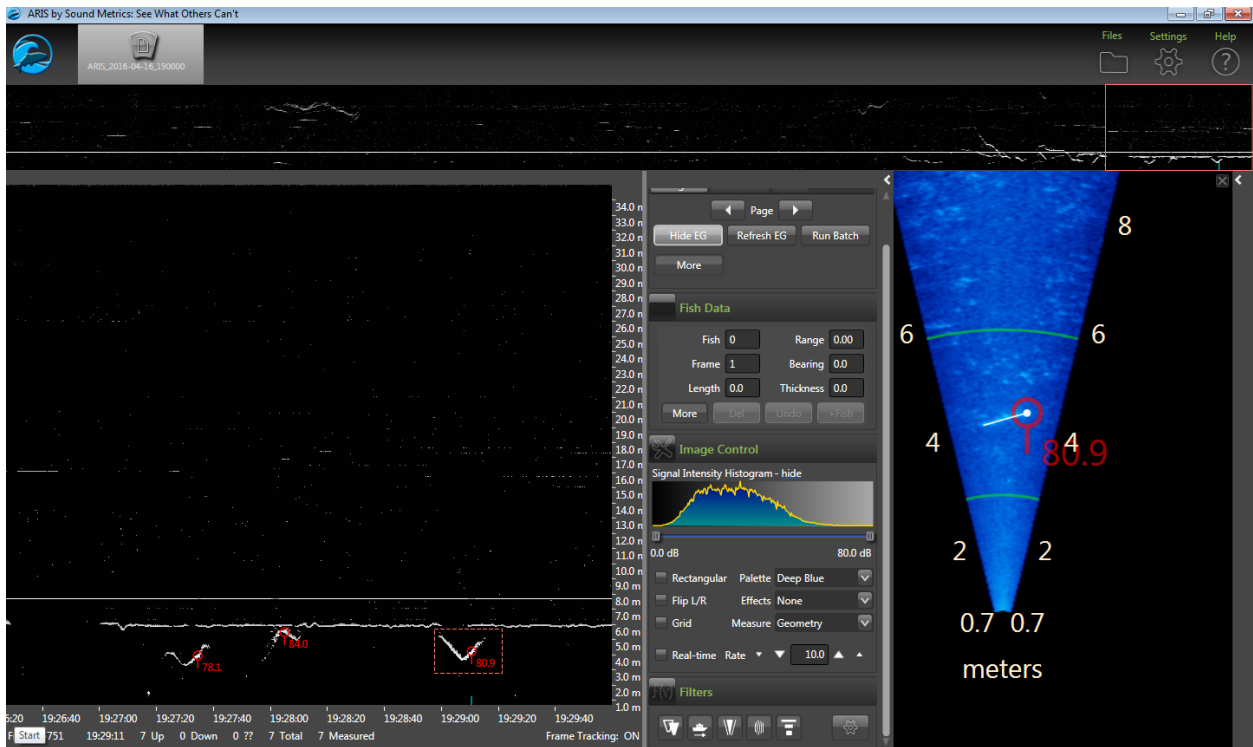 ARIS by Sound Metrics: See What Others Can't
Files Settings Help
ARIS_2016-04-16_190000
Page
Hide EG Refresh EG Run Batch
More
Fish Data
Fish 0 Range 0.00
Frame 1 Bearing 0.0
Length 0.0 Thickness 0.0
More Del Undo +Fish
Image Control
Signal Intensity Histogram - hide
0.0 dB 80.0 dB
Rectangular Palette Deep Blue
Flip L/R Effects None
Grid Measure Geometry
Real-time Rate 10.0
Filters
34.0 m
33.0 m
32.0 m
31.0 m
30.0 m
29.0 m
28.0 m
27.0 m
26.0 m
25.0 m
24.0 m
23.0 m
22.0 m
21.0 m
20.0 m
19.0 m
18.0 m
17.0 m
16.0 m
15.0 m
14.0 m
13.0 m
12.0 m
11.0 m
10.0 m
9.0 m
8.0 m
7.0 m
6.0 m
5.0 m
4.0 m
3.0 m
2.0 m
1.0 m
78.1
84.0
80.9
5:20 19:26:40 19:27:00 19:27:20 19:27:40 19:28:00 19:28:20 19:28:40 19:29:00 19:29:20 19:29:40
Start 751 19:29:11 7 Up 0 Down 0 ?? 7 Total 7 Measured Frame Tracking: ON
8
6 6
4 4
80.9
2 2
0.7 0.7
meters